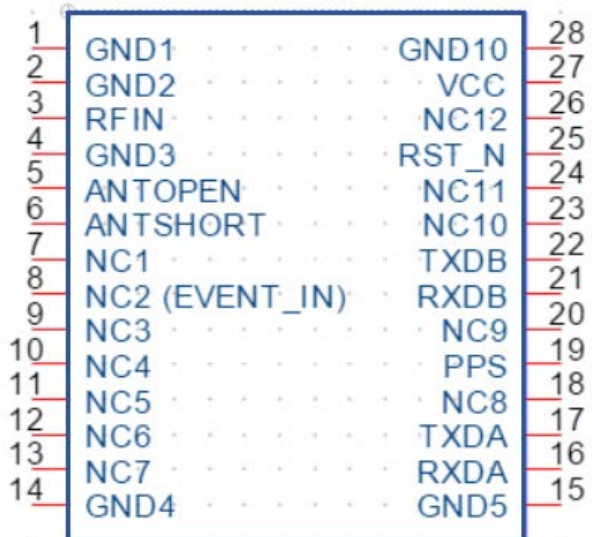 1 GND1 GND10 28
2 GND2 VCC 27
3 RFIN NC12 26
4 GND3 RST_N 25
5 ANTOPEN NC11 24
6 ANTSHORT NC10 23
7 NC1 TXDB 22
8 NC2 (EVENT_IN) RXDB 21
9 NC3 NC9 20
10 NC4 PPS 19
11 NC5 NC8 18
12 NC6 TXDA 17
13 NC7 RXDA 16
14 GND4 GND5 15